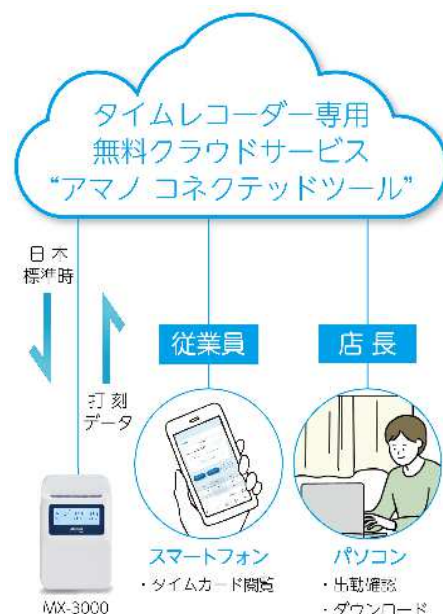 タイムレコーダー専用
無料クラウドサービス
“アマノ コネクテッドツール”
日本
標準時
打刻
データ
従業員
店長
スマートフォン
・タイムカード閲覧
パソコン
・出勤確認
・ダウンロード
MX-3000